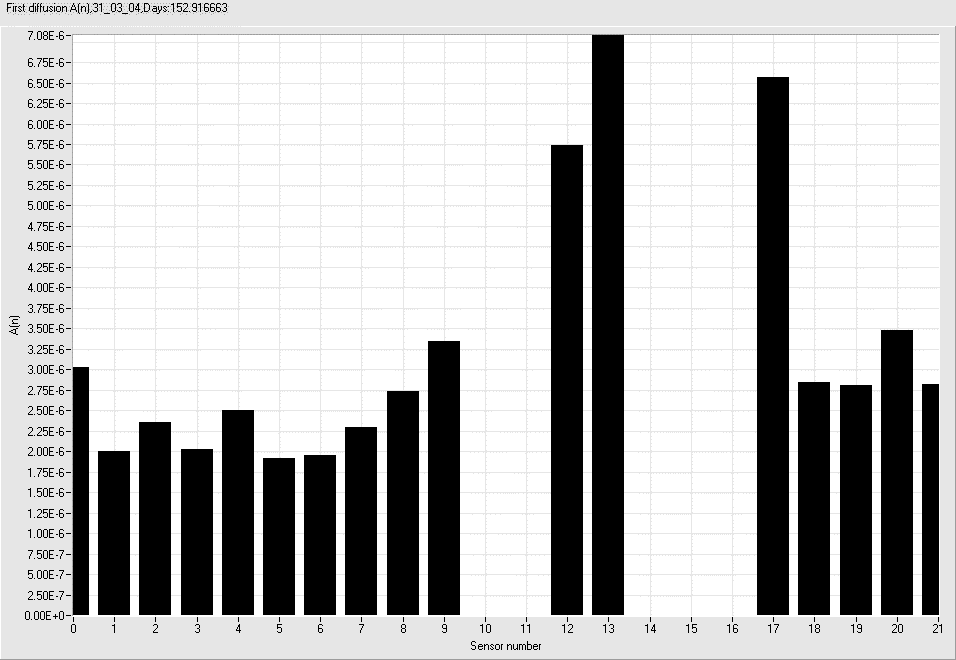 First diffusion A(n),31_03_04,Days:152.916663
7.08E-6
6.75E-6
6.50E-6
6.25E-6
6.00E-6
5.75E-6
5.50E-6
5.25E-6
5.00E-6
4.75E-6
4.50E-6
4.25E-6
4.00E-6
3.75E-6
3.50E-6
3.25E-6
3.00E-6
2.75E-6
2.50E-6
2.25E-6
2.00E-6
1.75E-6
1.50E-6
1.25E-6
1.00E-6
7.50E-7
5.00E-7
2.50E-7
0.00E+0
A(n)
0 1 2 3 4 5 6 7 8 9 10 11 12 13 14 15 16 17 18 19 20 21
Sensor number